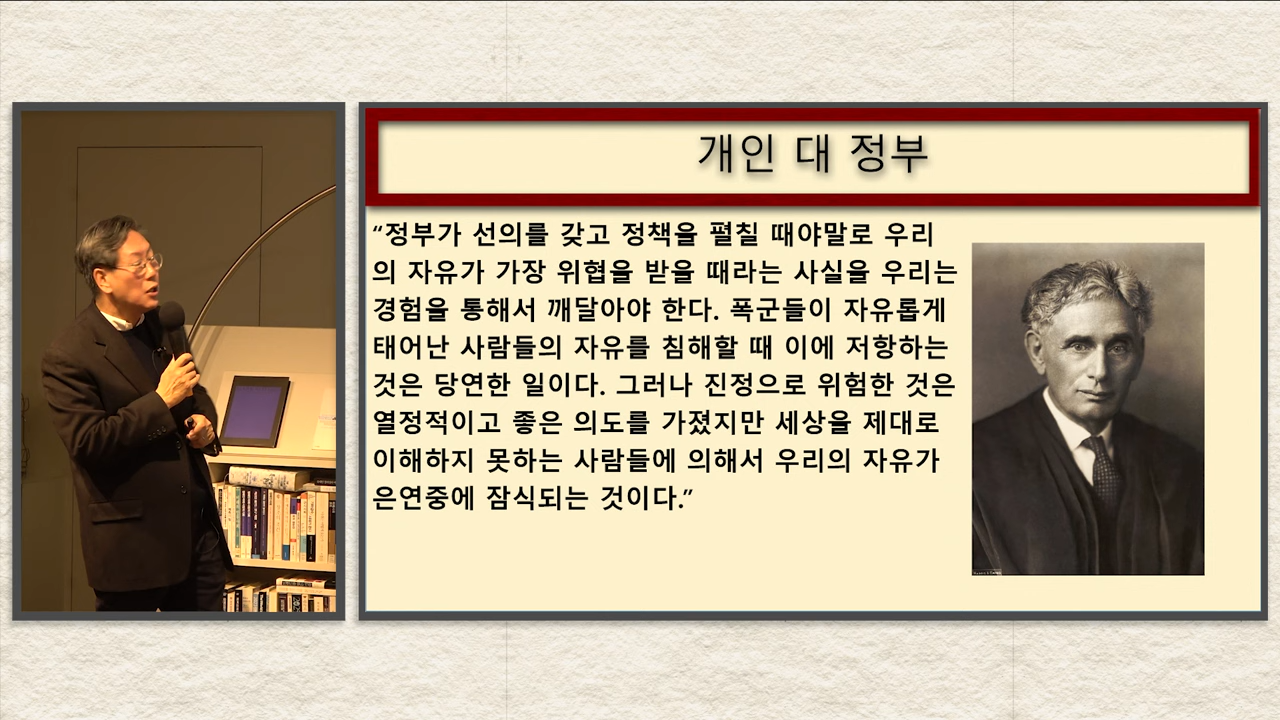 개인 대 정부
“정부가 선의를 갖고 정책을 펼칠 때야말로 우리
의 자유가 가장 위협을 받을 때라는 사실을 우리는
경험을 통해서 깨달아야 한다. 폭군들이 자유롭게
태어난 사람들의 자유를 침해할 때 이에 저항하는
것은 당연한 일이다. 그러나 진정으로 위험한 것은
열정적이고 좋은 의도를 가졌지만 세상을 제대로
이해하지 못하는 사람들에 의해서 우리의 자유가
은연중에 잠식되는 것이다.”